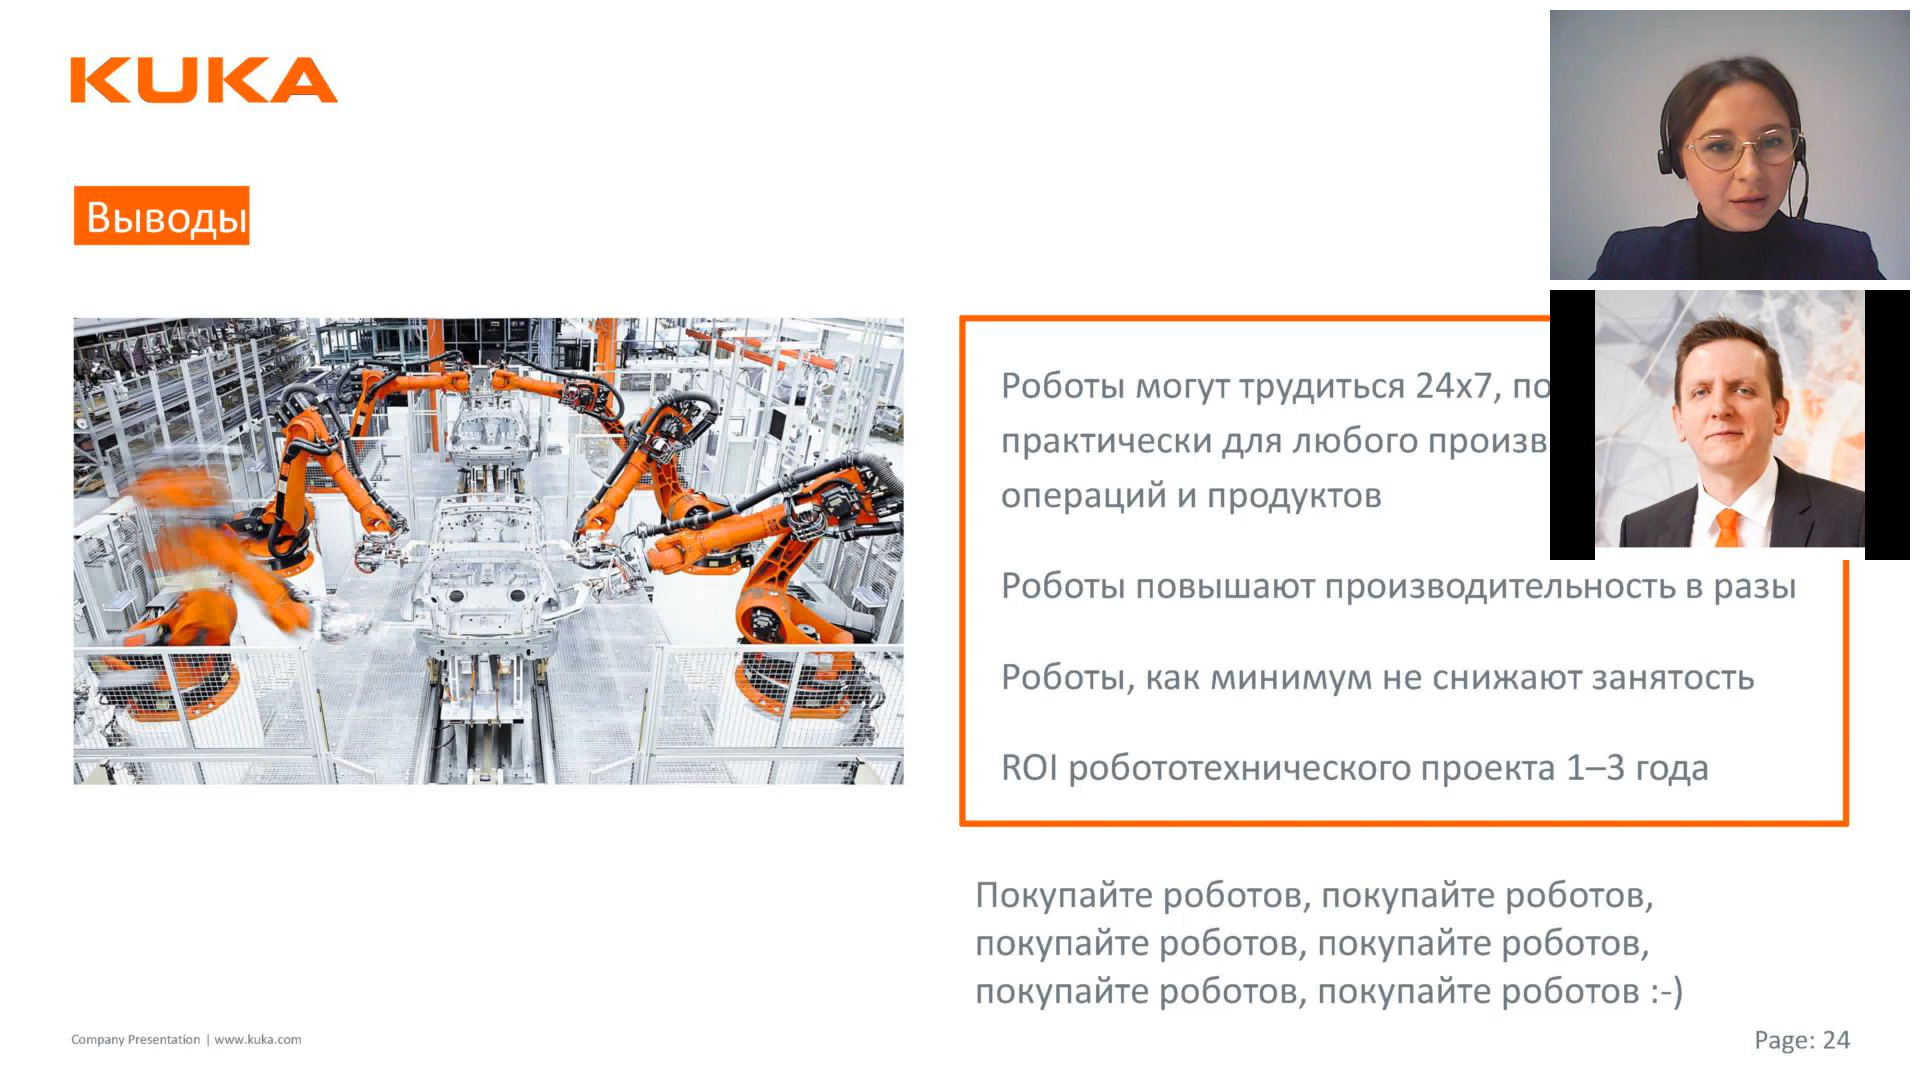 KUKA
Выводы
Роботы могут трудиться 24x7,
практически для любого
операций и продуктов
Роботы повышают производительность в разы
Роботы, как минимум не снижают занятость
ROI робототехнического проекта 1–3 года
Покупайте роботов, покупайте роботов,
покупайте роботов, покупайте роботов,
покупайте роботов, покупайте роботов :-)
Company Presentation | www.kuka.com
Page: 24